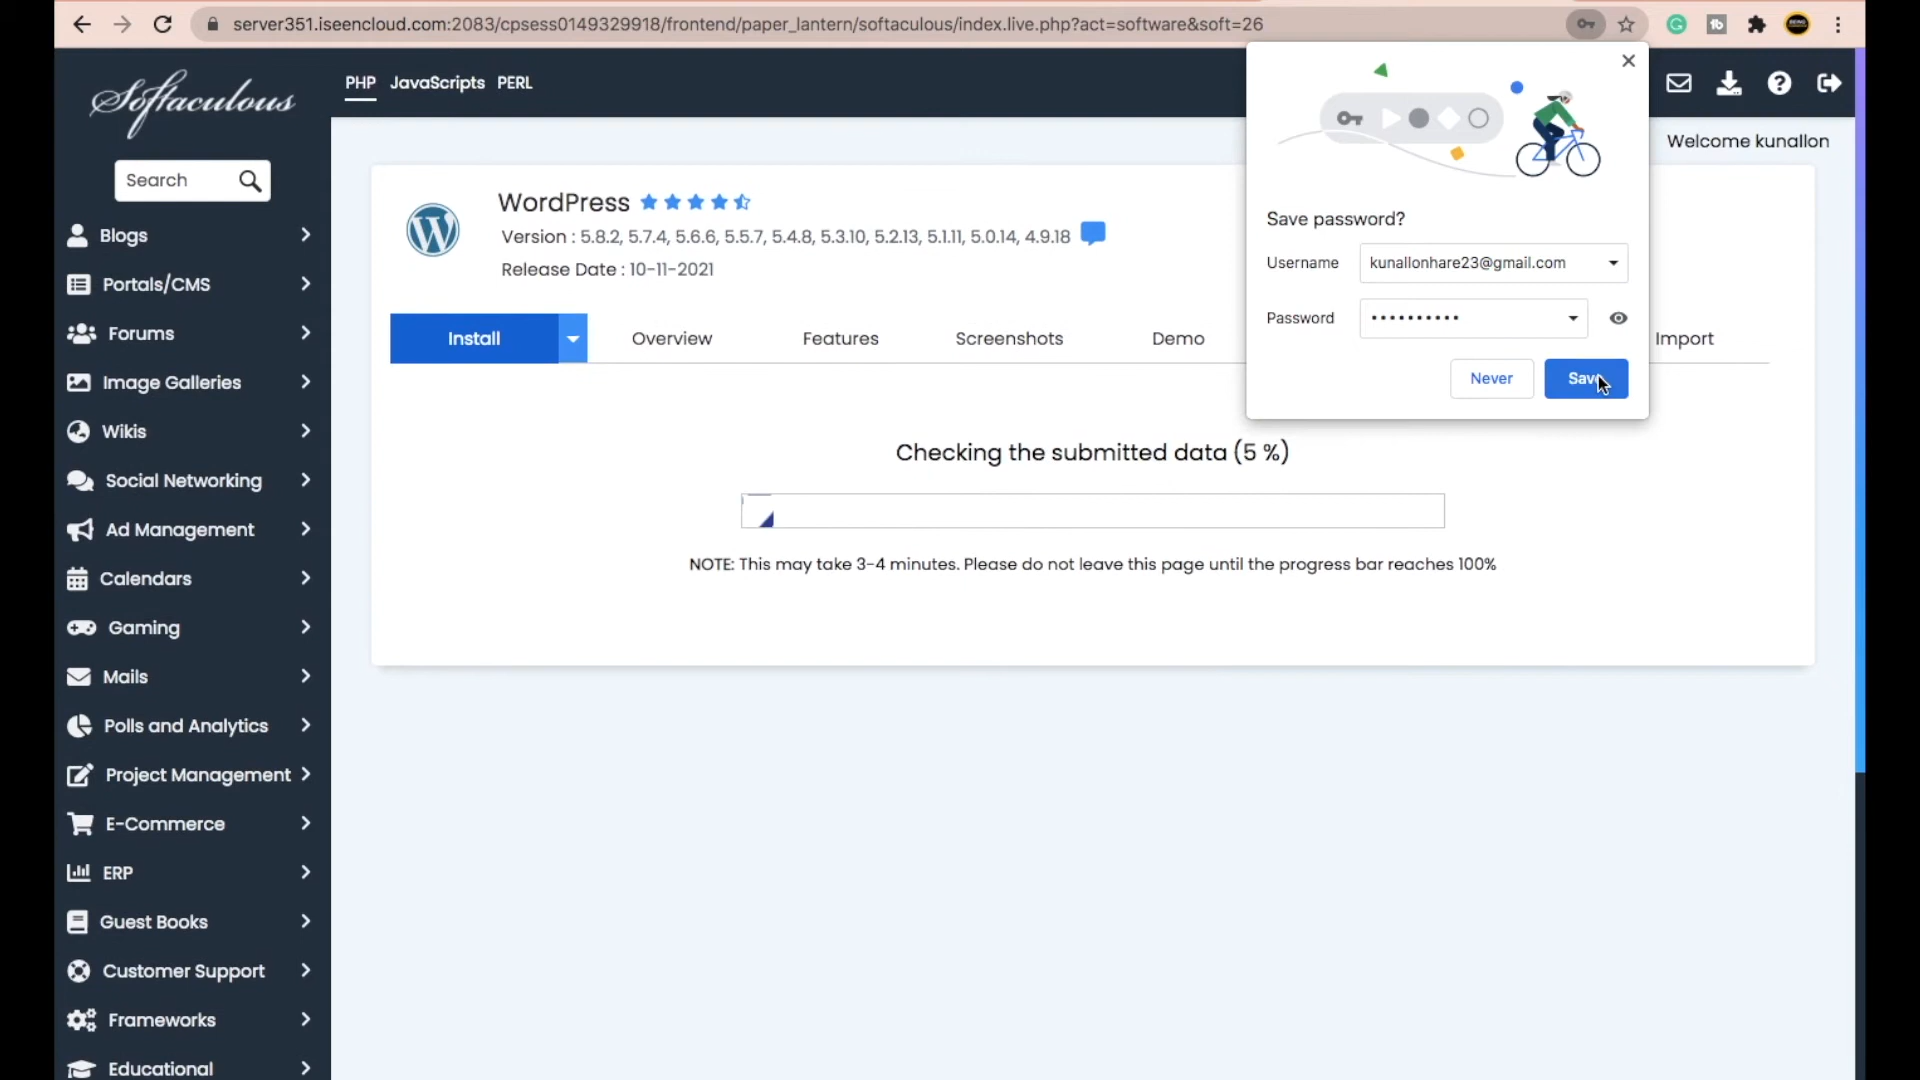 server351.iseencloud.com:2083/cpsess0149329918/frontend/paper_lantern/softaculous/index.live.php?act=software&soft=26
Softaculous
PHP JavaScripts PERL
Welcome kunallon
Search
Blogs
Portals/CMS
Forums
Image Galleries
Wikis
Social Networking
Ad Management
Calendars
Gaming
Mails
Polls and Analytics
Project Management
E-Commerce
ERP
Guest Books
Customer Support
Frameworks
Educational
WordPress
Version : 5.8.2, 5.7.4, 5.6.6, 5.5.7, 5.4.8, 5.3.10, 5.2.13, 5.1.11, 5.0.14, 4.9.18
Release Date : 10-11-2021
Install Overview Features Screenshots Demo Import
Checking the submitted data (5 %)
NOTE: This may take 3-4 minutes. Please do not leave this page until the progress bar reaches 100%
Save password?
Username kunallonhare23@gmail.com
Password ••••••••••
Never Save